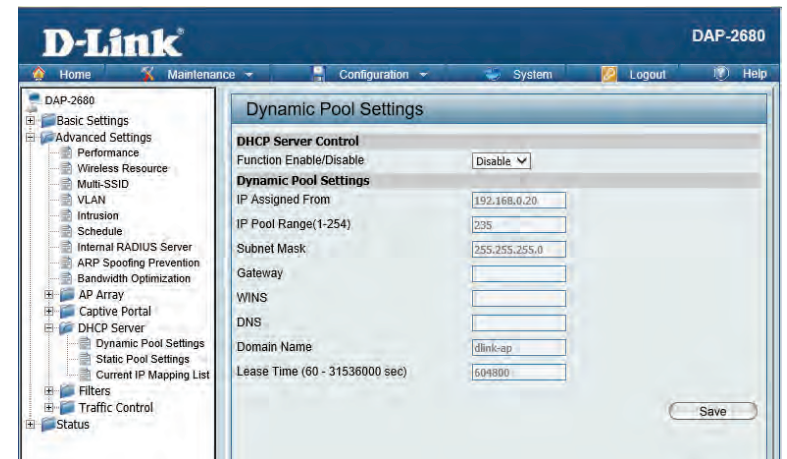 D-Link
DAP-2680
Home
Maintenance
Configuration
System
Logout
Help
DAP-2680
Basic Settings
Advanced Settings
Performance
Wireless Resource
Multi-SSID
VLAN
Intrusion
Schedule
Internal RADIUS Server
ARP Spoofing Prevention
Bandwidth Optimization
AP Array
Captive Portal
DHCP Server
Dynamic Pool Settings
Static Pool Settings
Current IP Mapping List
Filters
Traffic Control
Status
Dynamic Pool Settings
DHCP Server Control
Function Enable/Disable Disable
Dynamic Pool Settings
IP Assigned From 192.168.0.20
IP Pool Range(1-254) 235
Subnet Mask 255.255.255.0
Gateway
WINS
DNS
Domain Name dlink-ap
Lease Time (60 - 31536000 sec) 604800
Save